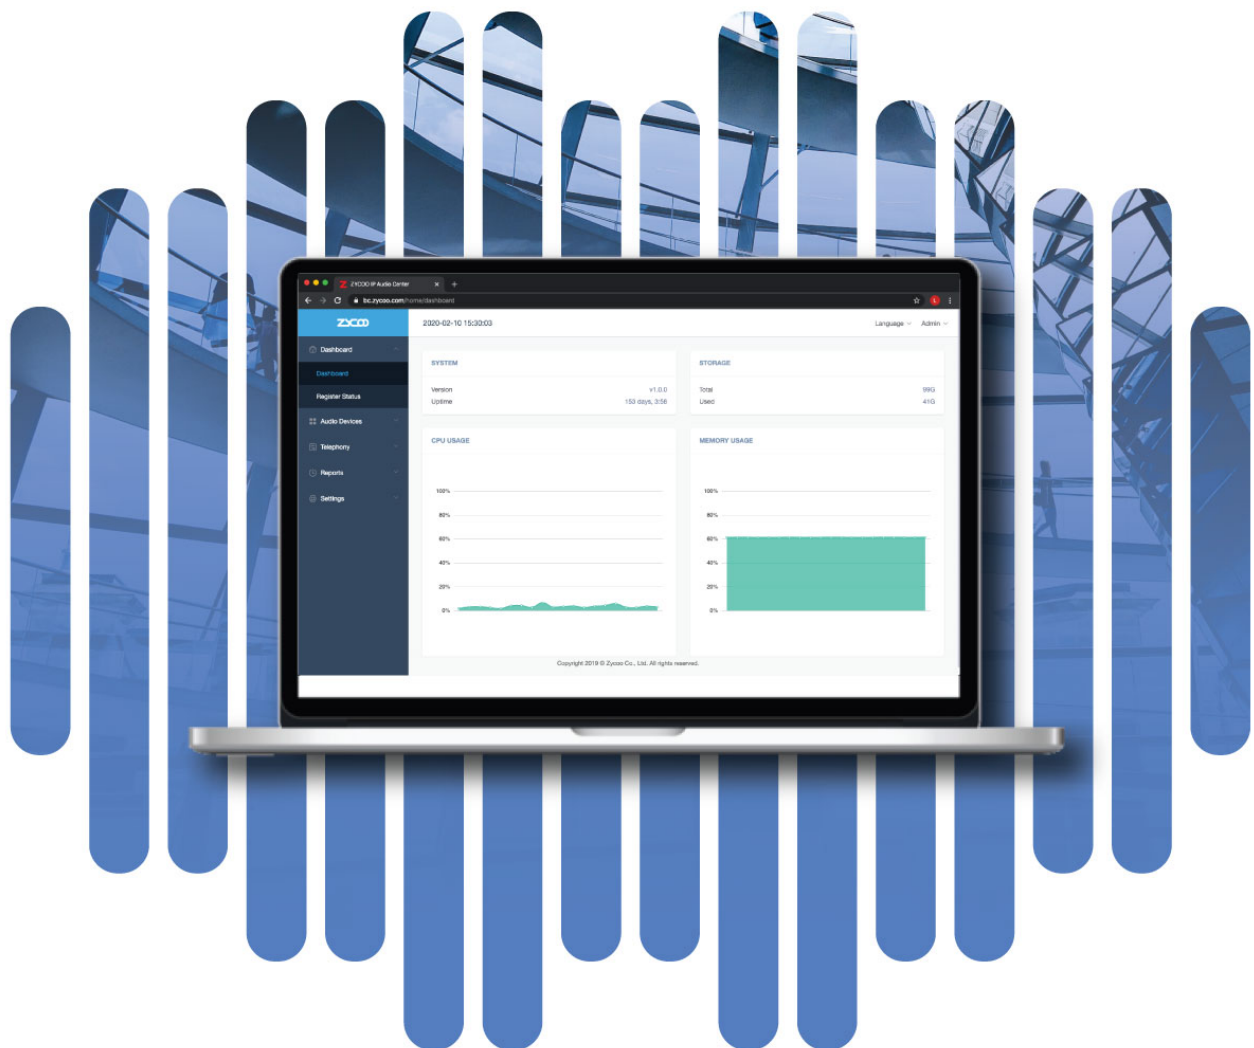 ZYCOO IP Audio Center
bc.zycoo.com/home/dashboard
ZYCOO
2020-02-10 15:30:03
Language
Admin
Dashboard
Dashboard
Register Status
Audio Devices
Telephony
Reports
Settings
SYSTEM
Version v1.0.0
Uptime 153 days, 3:56
STORAGE
Total 99G
Used 41G
CPU USAGE
100%
80%
60%
40%
20%
0%
MEMORY USAGE
100%
80%
60%
40%
20%
0%
Copyright 2019 © Zycoo Co., Ltd. All rights reserved.